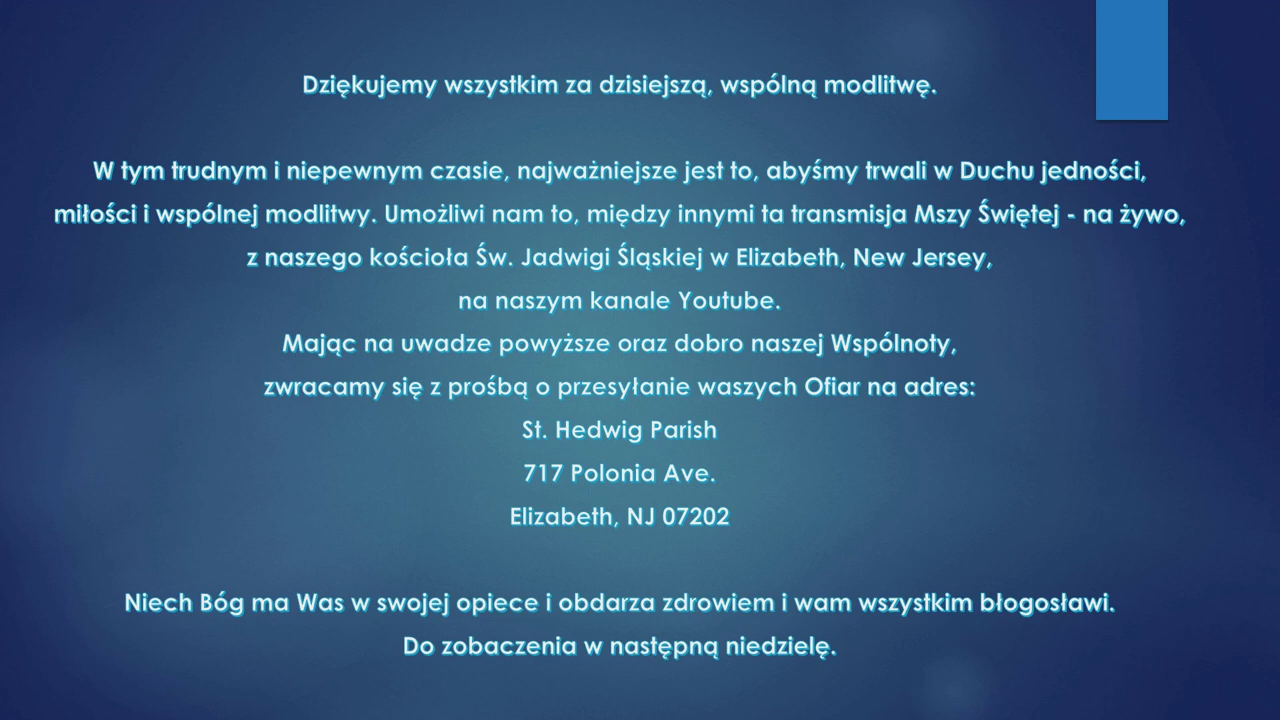 Dziękujemy wszystkim za dzisiejszą, wspólną modlitwę.
W tym trudnym i niepewnym czasie, najważniejsze jest to, abyśmy trwali w Duchu jedności,
miłości i wspólnej modlitwy. Umożliwi nam to, między innymi ta transmisja Mszy Świętej - na żywo,
z naszego kościoła Św. Jadwigi Śląskiej w Elizabeth, New Jersey,
na naszym kanale Youtube.
Mając na uwadze powyższe oraz dobro naszej Wspólnoty,
zwracamy się z prośbą o przesyłanie waszych Ofiar na adres:
St. Hedwig Parish
717 Polonia Ave.
Elizabeth, NJ 07202
Niech Bóg ma Was w swojej opiece i obdarza zdrowiem i wam wszystkim błogosławi.
Do zobaczenia w następną niedzielę.